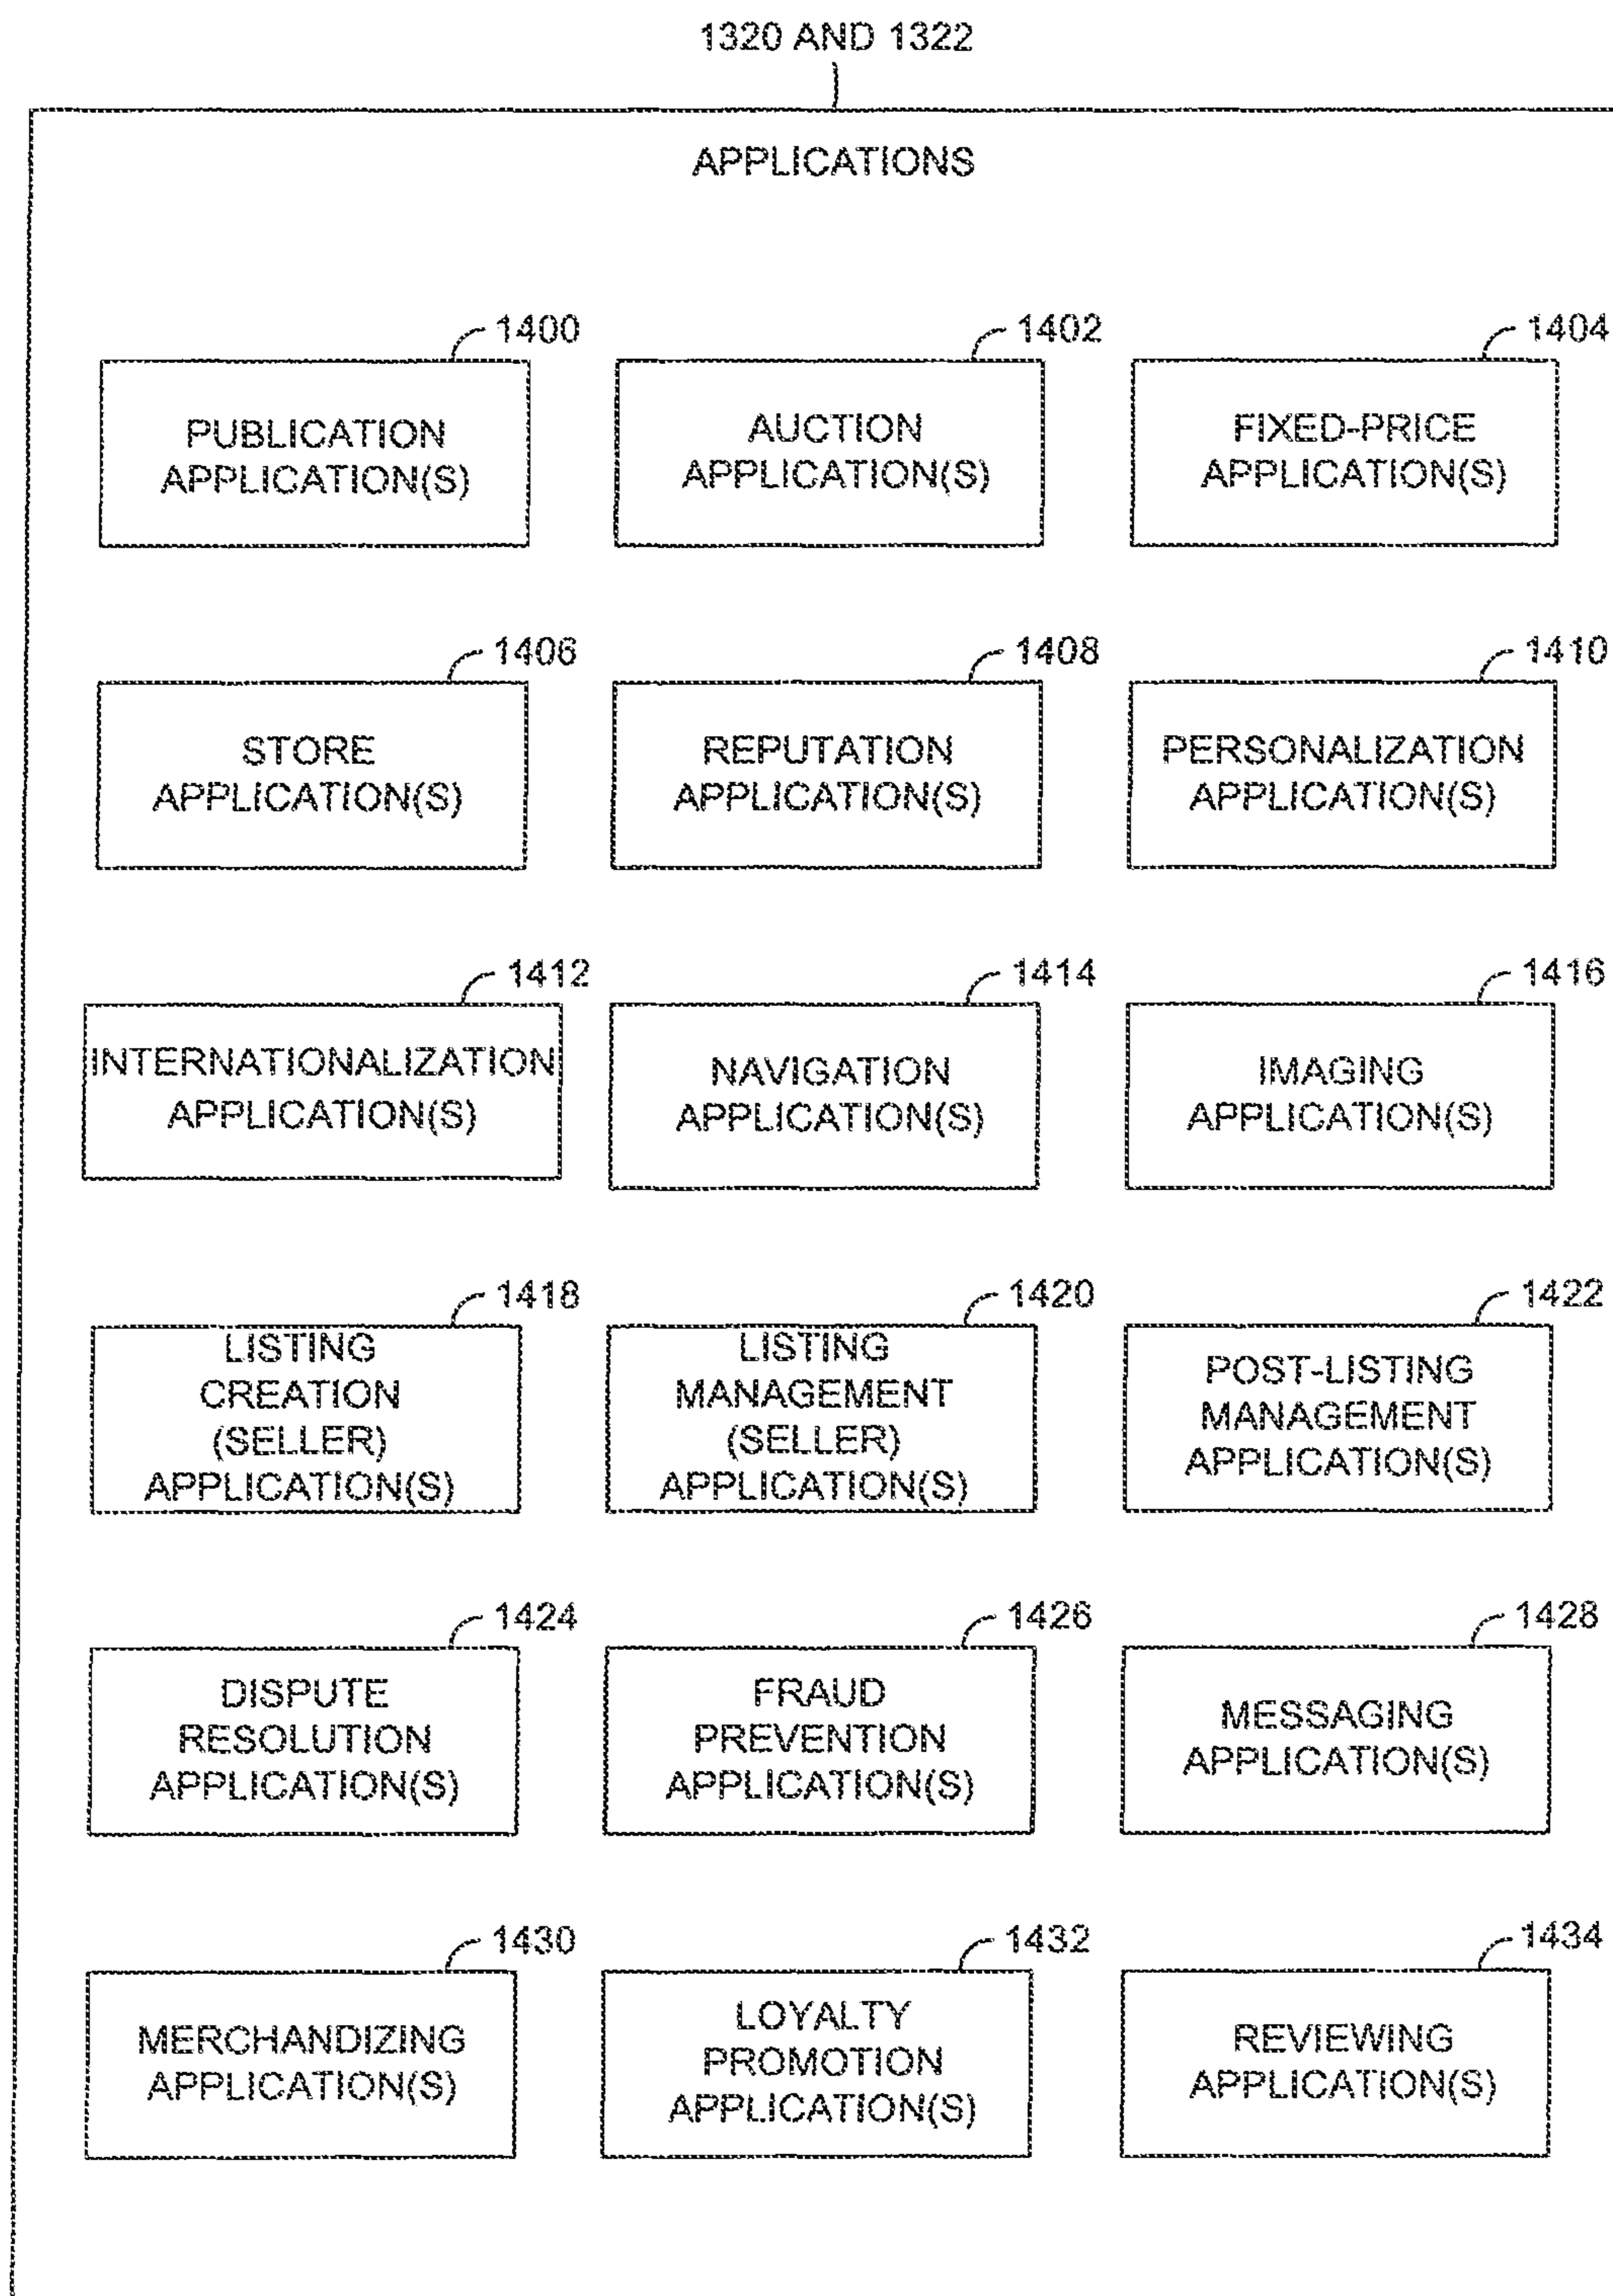 1320 AND 1322
APPLICATIONS
1400
PUBLICATION
APPLICATION(S)
1402
AUCTION
APPLICATION(S)
1404
FIXED-PRICE
APPLICATION(S)
1406
STORE
APPLICATION(S)
1408
REPUTATION
APPLICATION(S)
1410
PERSONALIZATION
APPLICATION(S)
1412
INTERNATIONALIZATION
APPLICATION(S)
1414
NAVIGATION
APPLICATION(S)
1416
IMAGING
APPLICATION(S)
1418
LISTING
CREATION
(SELLER)
APPLICATION(S)
1420
LISTING
MANAGEMENT
(SELLER)
APPLICATION(S)
1422
POST-LISTING
MANAGEMENT
APPLICATION(S)
1424
DISPUTE
RESOLUTION
APPLICATION(S)
1426
FRAUD
PREVENTION
APPLICATION(S)
1428
MESSAGING
APPLICATION(S)
1430
MERCHANDIZING
APPLICATION(S)
1432
LOYALTY
PROMOTION
APPLICATION(S)
1434
REVIEWING
APPLICATION(S)